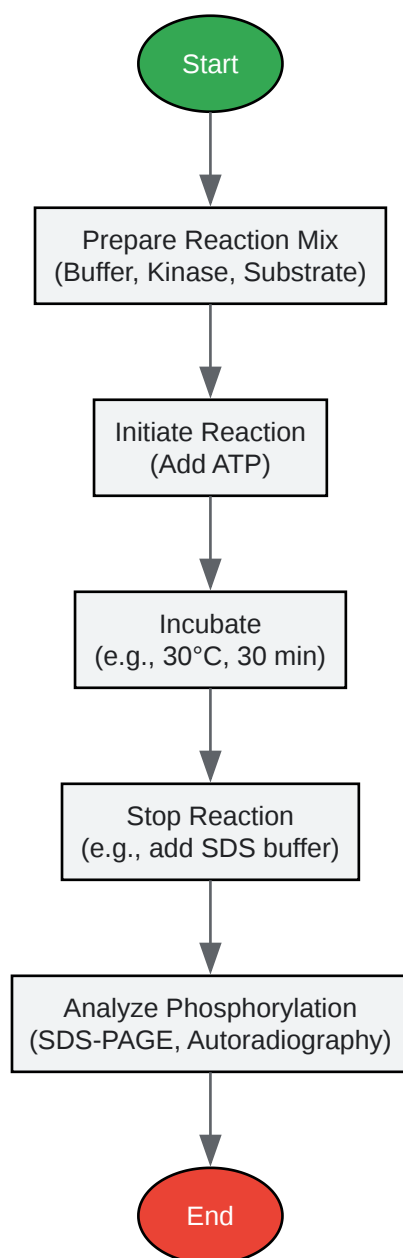 Start
Prepare Reaction Mix
(Buffer, Kinase, Substrate)
Initiate Reaction
(Add ATP)
Incubate
(e.g., 30°C, 30 min)
Stop Reaction
(e.g., add SDS buffer)
Analyze Phosphorylation
(SDS-PAGE, Autoradiography)
End